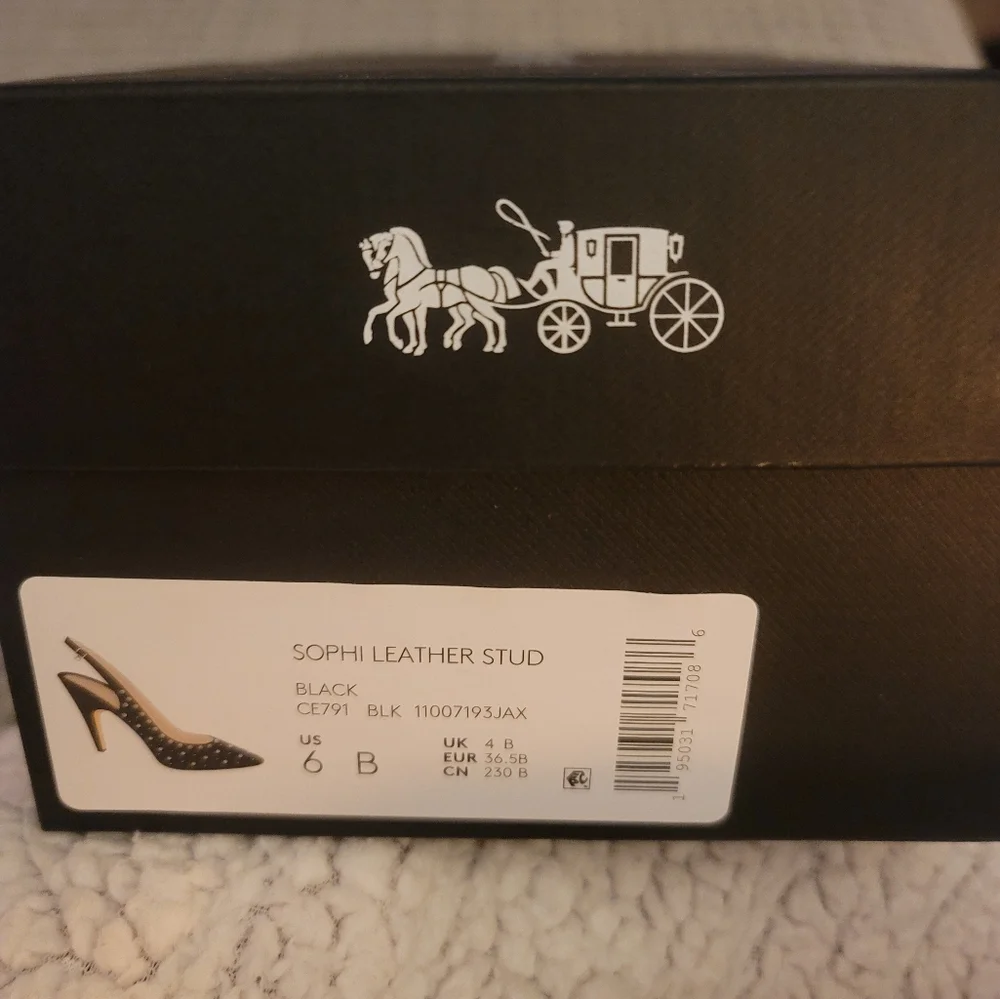 SOPHI LEATHER STUD
BLACK
CE791 BLK 11007193JAX
US
6 B
UK 4 B
EUR 36.5B
CN 230 B
1 95031 71708 6